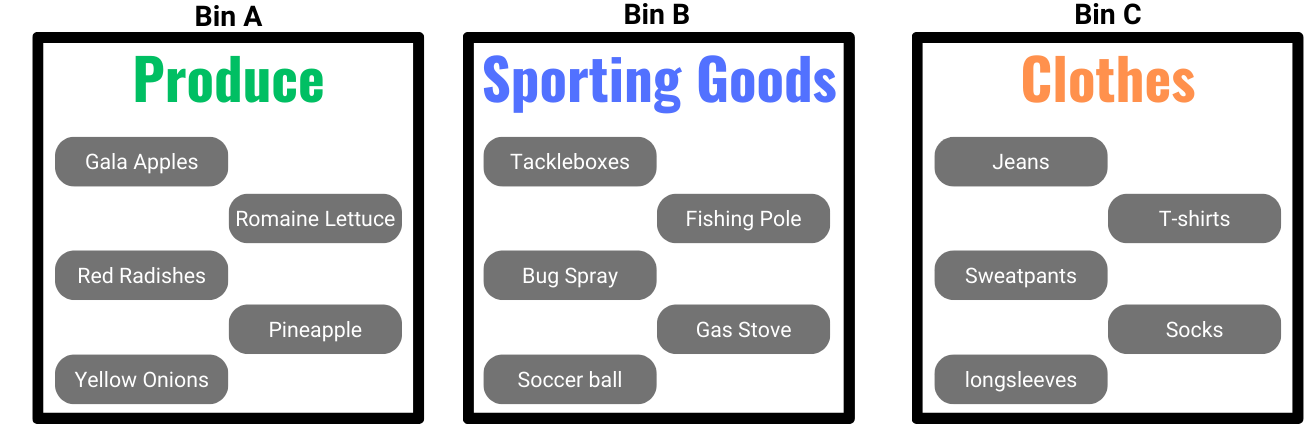 Bin A
Produce
Gala Apples
Romaine Lettuce
Red Radishes
Pineapple
Yellow Onions
Bin B
Sporting Goods
Tackleboxes
Fishing Pole
Bug Spray
Gas Stove
Soccer ball
Bin C
Clothes
Jeans
T-shirts
Sweatpants
Socks
longsleeves